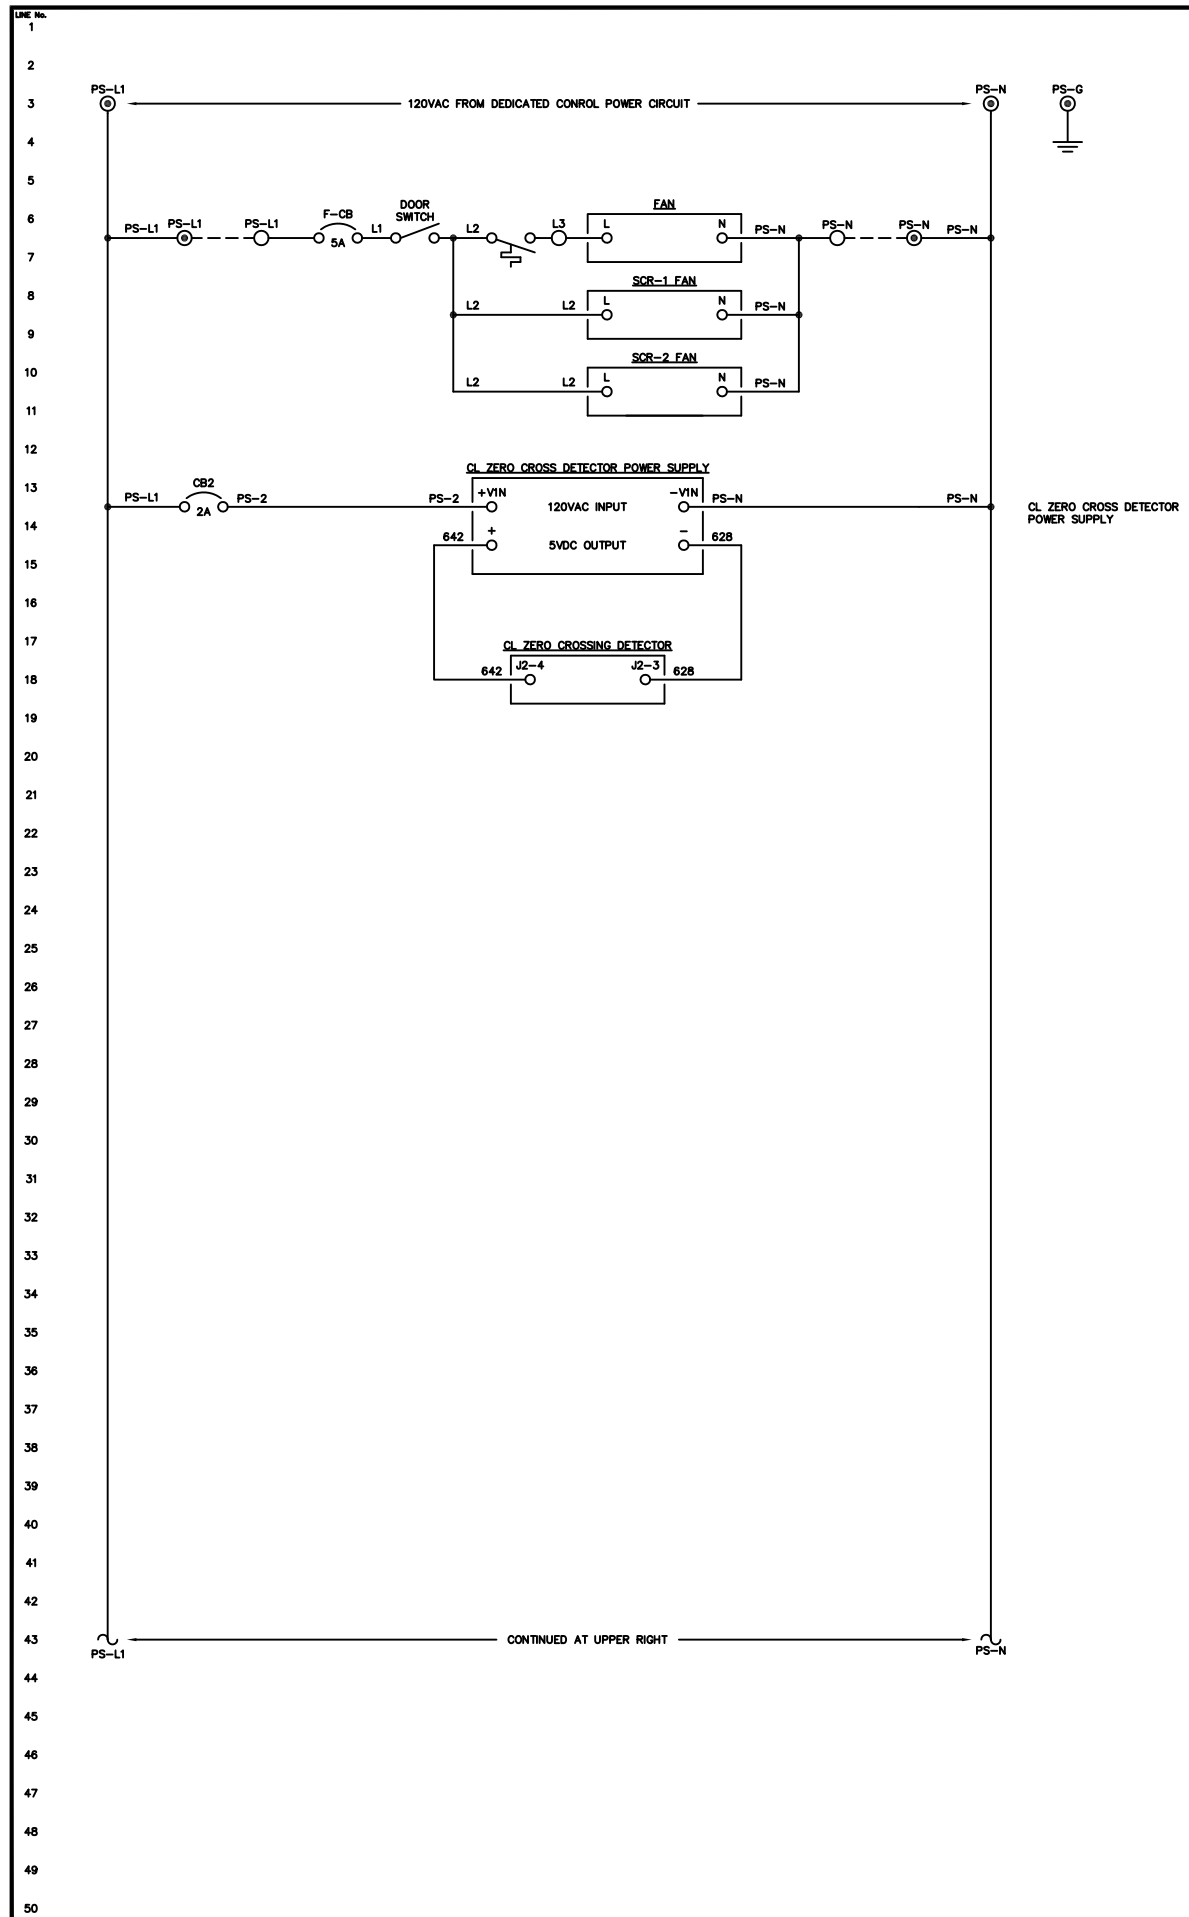 LINE No.
1
2
PS-L1 PS-N PS-G
3 120VAC FROM DEDICATED CONROL POWER CIRCUIT
4
5
DOOR
SWITCH
FAN
6 PS-L1 PS-L1 PS-L1 F-CB 5A L1 L2 L3 L N PS-N PS-N PS-N PS-N
7
SCR-1 FAN
8 L2 L2 L N PS-N
9
SCR-2 FAN
10 L2 L2 L N PS-N
11
12
CL ZERO CROSS DETECTOR POWER SUPPLY
13 PS-L1 CB2 2A PS-2 PS-2 +VIN 120VAC INPUT -VIN PS-N PS-N
CL ZERO CROSS DETECTOR
POWER SUPPLY
14 642 + 5VDC OUTPUT - 628
15
16
17 CL ZERO CROSSING DETECTOR
18 642 J2-4 J2-3 628
19
20
21
22
23
24
25
26
27
28
29
30
31
32
33
34
35
36
37
38
39
40
41
42
43 CONTINUED AT UPPER RIGHT
PS-L1 PS-N
44
45
46
47
48
49
50